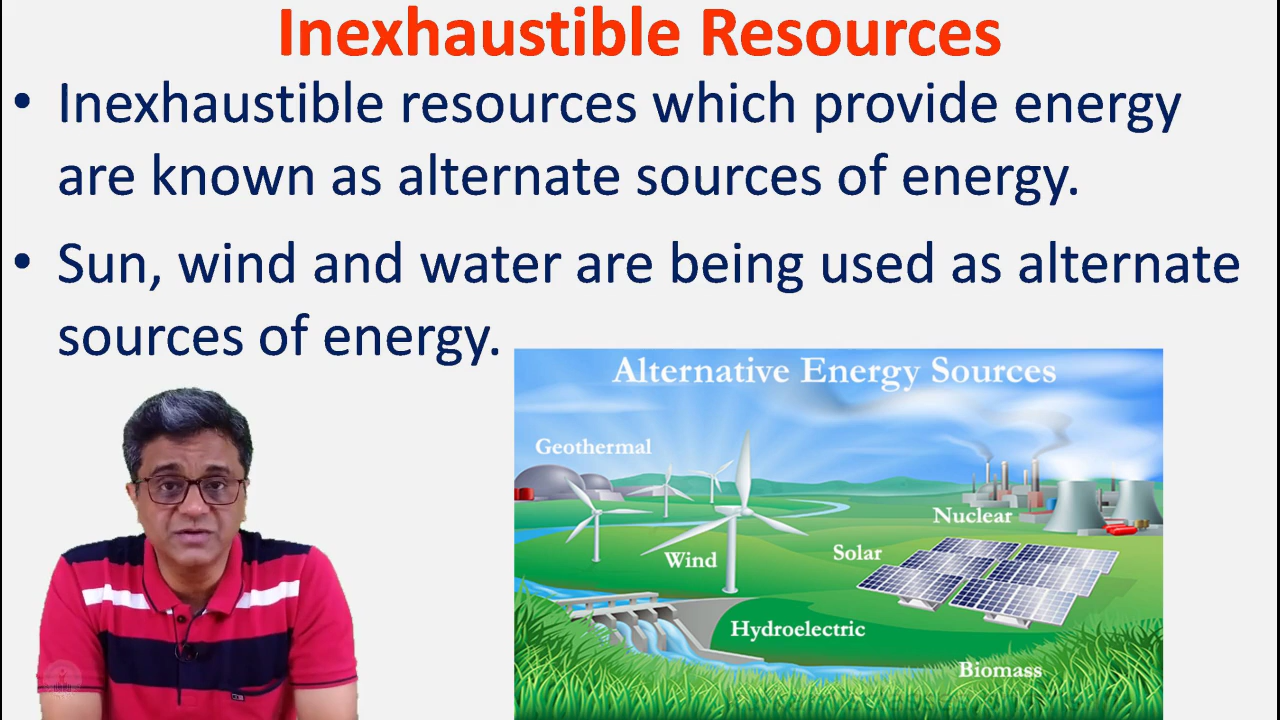 Inexhaustible Resources
• Inexhaustible resources which provide energy
are known as alternate sources of energy.
• Sun, wind and water are being used as alternate
sources of energy.
Alternative Energy Sources
Geothermal
Nuclear
Wind
Solar
Hydroelectric
Biomass